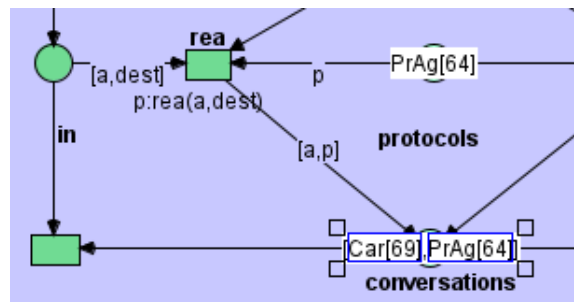 rea
[a,dest]
p
PrAg[64]
p:rea(a,dest)
in
[a,p]
protocols
[Car[69],PrAg[64]]
conversations